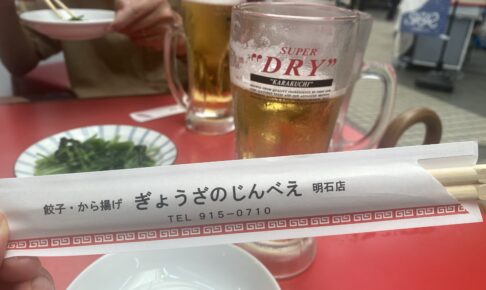 SUPER
"DRY"
"KARAKUCHI"
餃子・から揚げ ぎょうざのじんべえ 明石店
TEL 915-0710